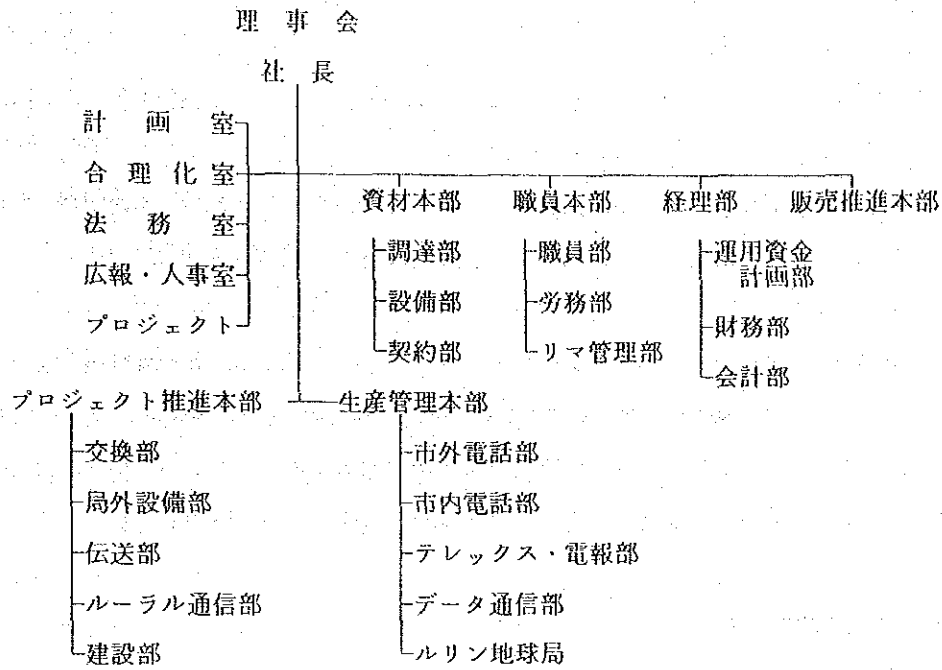 理事会
社長
計画室
合理化室
法務室
広報・人事室
プロジェクト
資材本部 職員本部 経理部 販売推進本部
調達部 職員部 運用資金
計画部
設備部 労務部 財務部
契約部 リマ管理部 会計部
プロジェクト推進本部 生産管理本部
交換部 市外電話部
局外設備部 市内電話部
伝送部 テレックス・電報部
ルーラル通信部 データ通信部
建設部 ルリン地球局